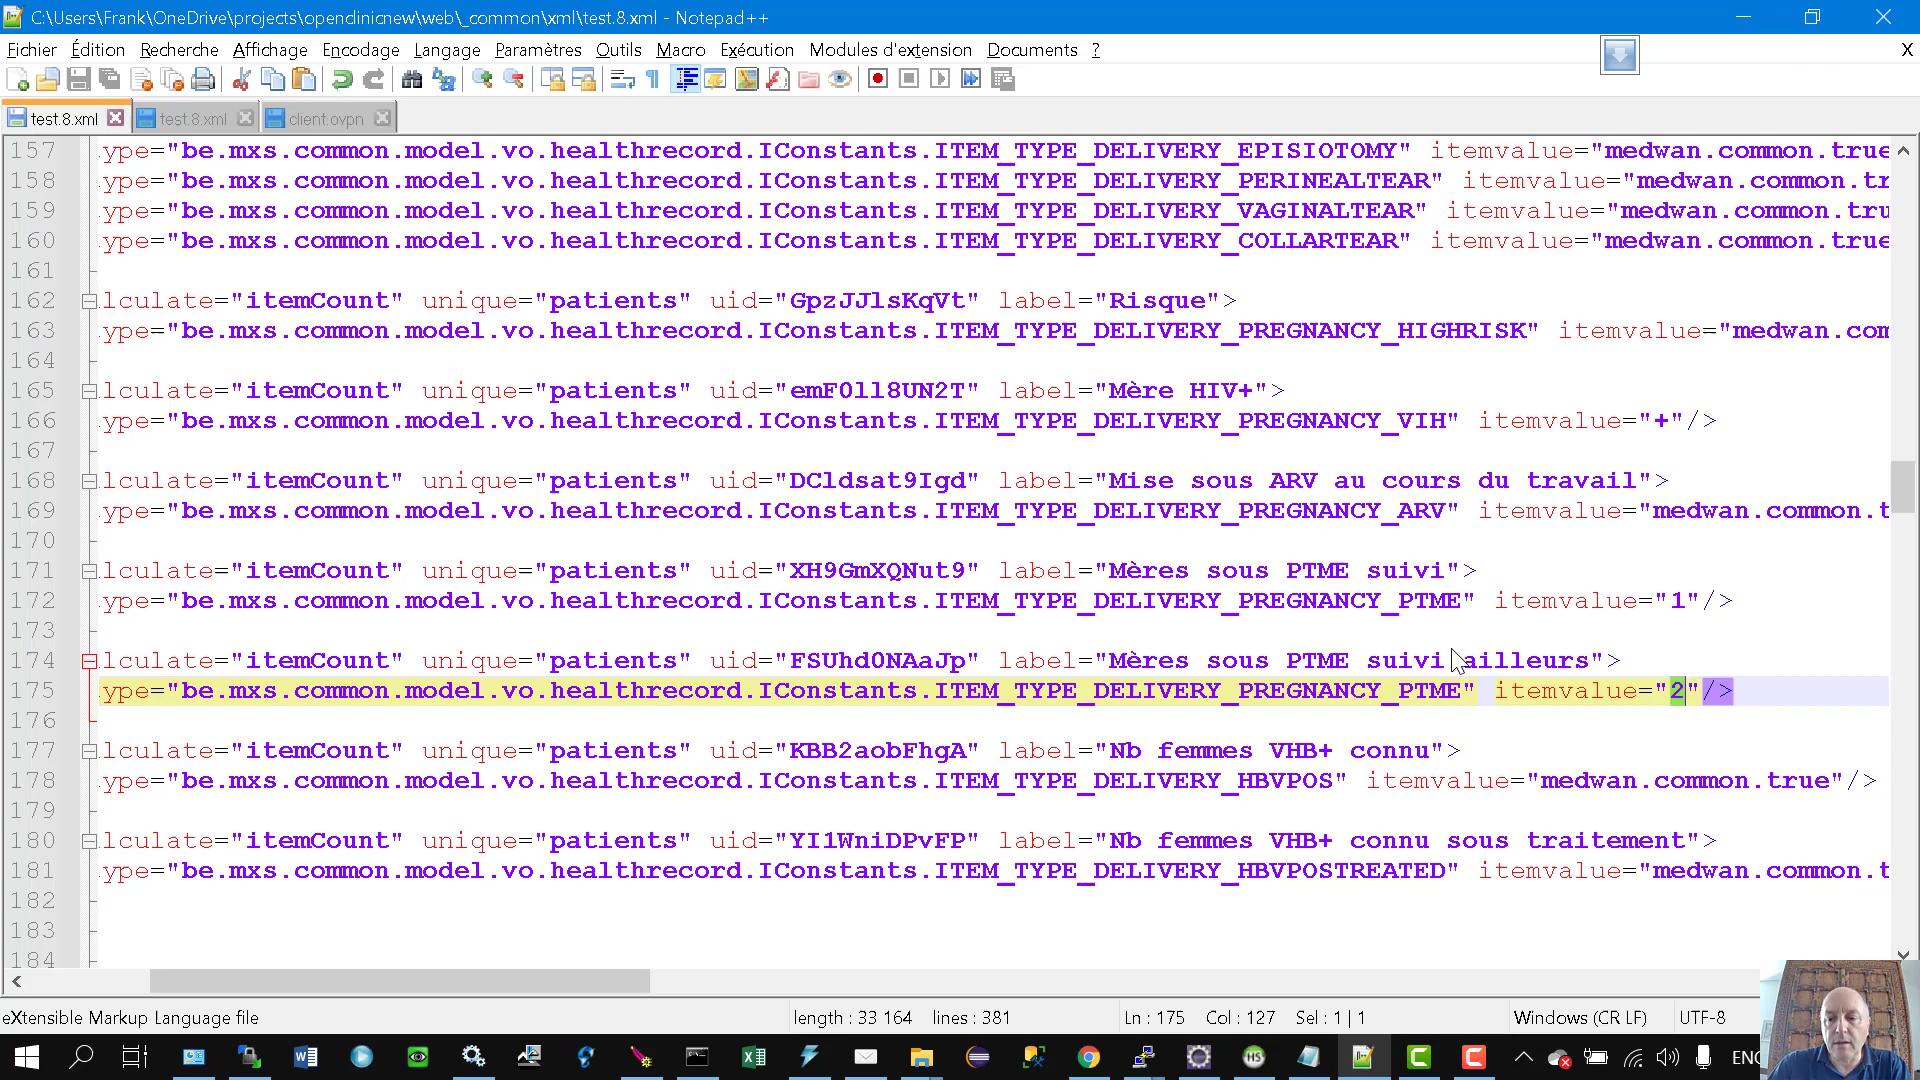 C:\Users\Frank\OneDrive\projects\openclinicnew\web\_common\xml\test.8.xml - Notepad++
Fichier Édition Recherche Affichage Encodage Langage Paramètres Outils Macro Exécution Modules d'extension Documents ? X
test.8.xml test.8.xml client.ovpn
157 ype="be.mxs.common.model.vo.healthrecord.IConstants.ITEM_TYPE_DELIVERY_EPISIOTOMY" itemvalue="medwan.common.true
158 ype="be.mxs.common.model.vo.healthrecord.IConstants.ITEM_TYPE_DELIVERY_PERINEALTEAR" itemvalue="medwan.common.tr
159 ype="be.mxs.common.model.vo.healthrecord.IConstants.ITEM_TYPE_DELIVERY_VAGINALTEAR" itemvalue="medwan.common.tru
160 ype="be.mxs.common.model.vo.healthrecord.IConstants.ITEM_TYPE_DELIVERY_COLLARTEAR" itemvalue="medwan.common.true
161
162 lculate="itemCount" unique="patients" uid="GpzJJlsKqVt" label="Risque">
163 ype="be.mxs.common.model.vo.healthrecord.IConstants.ITEM_TYPE_DELIVERY_PREGNANCY_HIGHRISK" itemvalue="medwan.com
164
165 lculate="itemCount" unique="patients" uid="emF0ll8UN2T" label="Mère HIV+">
166 ype="be.mxs.common.model.vo.healthrecord.IConstants.ITEM_TYPE_DELIVERY_PREGNANCY_VIH" itemvalue="+"/>
167
168 lculate="itemCount" unique="patients" uid="DCldsat9Igd" label="Mise sous ARV au cours du travail">
169 ype="be.mxs.common.model.vo.healthrecord.IConstants.ITEM_TYPE_DELIVERY_PREGNANCY_ARV" itemvalue="medwan.common.t
170
171 lculate="itemCount" unique="patients" uid="XH9GmXQNut9" label="Mères sous PTME suivi">
172 ype="be.mxs.common.model.vo.healthrecord.IConstants.ITEM_TYPE_DELIVERY_PREGNANCY_PTME" itemvalue="1"/>
173
174 lculate="itemCount" unique="patients" uid="FSUhd0NAaJp" label="Mères sous PTME suivi ailleurs">
175 ype="be.mxs.common.model.vo.healthrecord.IConstants.ITEM_TYPE_DELIVERY_PREGNANCY_PTME" itemvalue="2"/>
176
177 lculate="itemCount" unique="patients" uid="KBB2aobFhgA" label="Nb femmes VHB+ connu">
178 ype="be.mxs.common.model.vo.healthrecord.IConstants.ITEM_TYPE_DELIVERY_HBVPOS" itemvalue="medwan.common.true"/>
179
180 lculate="itemCount" unique="patients" uid="YI1WniDPvFP" label="Nb femmes VHB+ connu sous traitement">
181 ype="be.mxs.common.model.vo.healthrecord.IConstants.ITEM_TYPE_DELIVERY_HBVPOSTREATED" itemvalue="medwan.common.t
182
183
184
eXtensible Markup Language file length : 33 164 lines : 381 Ln : 175 Col : 127 Sel : 1 | 1 Windows (CR LF) UTF-8
ENG